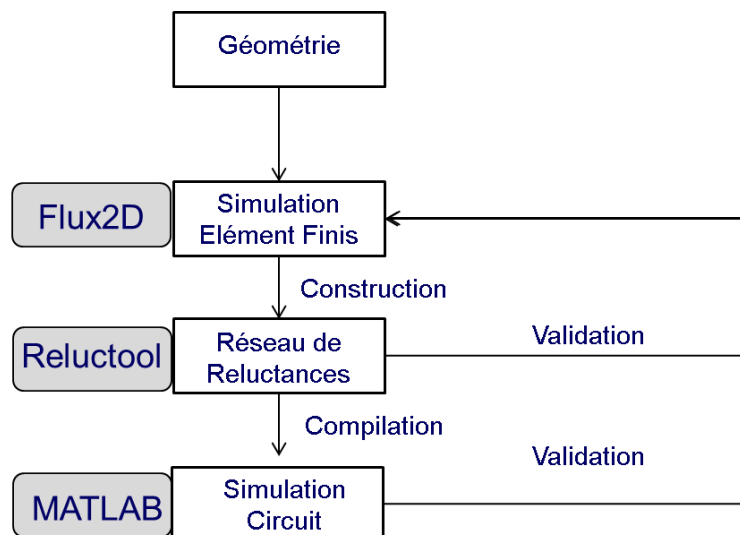 Géométrie
Flux2D
Simulation
Elément Finis
Construction
Reluctool
Réseau de
Reluctances
Validation
Compilation
Validation
MATLAB
Simulation
Circuit